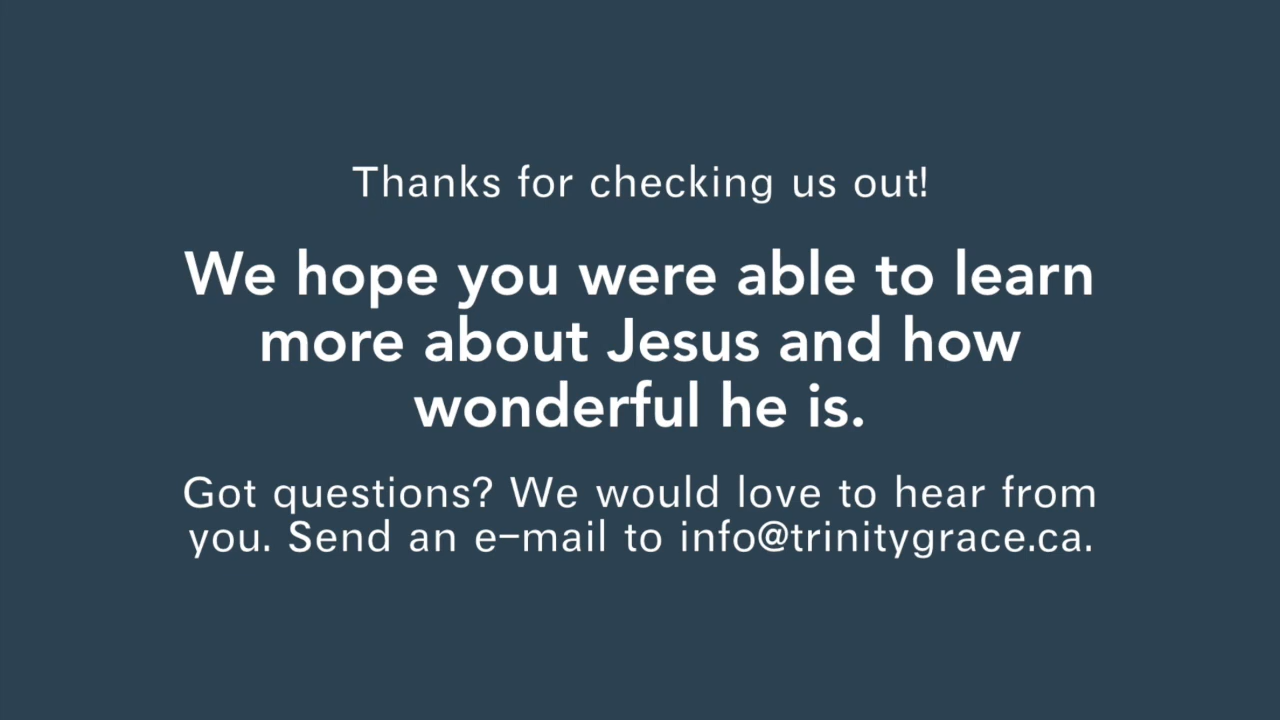 Thanks for checking us out!
We hope you were able to learn
more about Jesus and how
wonderful he is.
Got questions? We would love to hear from
you. Send an e-mail to info@trinitygrace.ca.